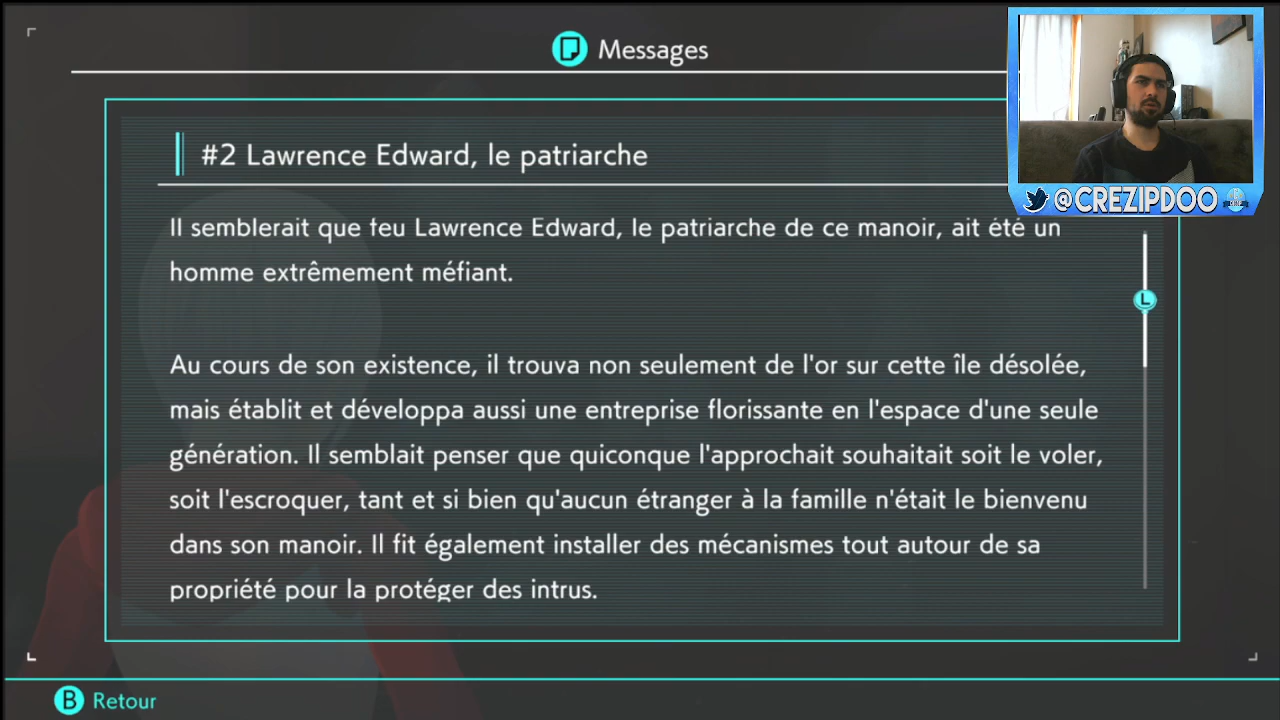 Messages
@CREZIPDOO
#2 Lawrence Edward, le patriarche
Il semblerait que feu Lawrence Edward, le patriarche de ce manoir, ait été un
homme extrêmement méfiant.
Au cours de son existence, il trouva non seulement de l'or sur cette île désolée,
mais établit et développa aussi une entreprise florissante en l'espace d'une seule
génération. Il semblait penser que quiconque l'approchait souhaitait soit le voler,
soit l'escroquer, tant et si bien qu'aucun étranger à la famille n'était le bienvenu
dans son manoir. Il fit également installer des mécanismes tout autour de sa
propriété pour la protéger des intrus.
L
B Retour